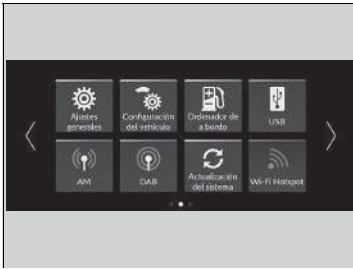 Ajustes
generales
Configuración
del vehículo
Ordenador de
a bordo
USB
AM
DAB
Actualización
del sistema
Wi-Fi Hotspot